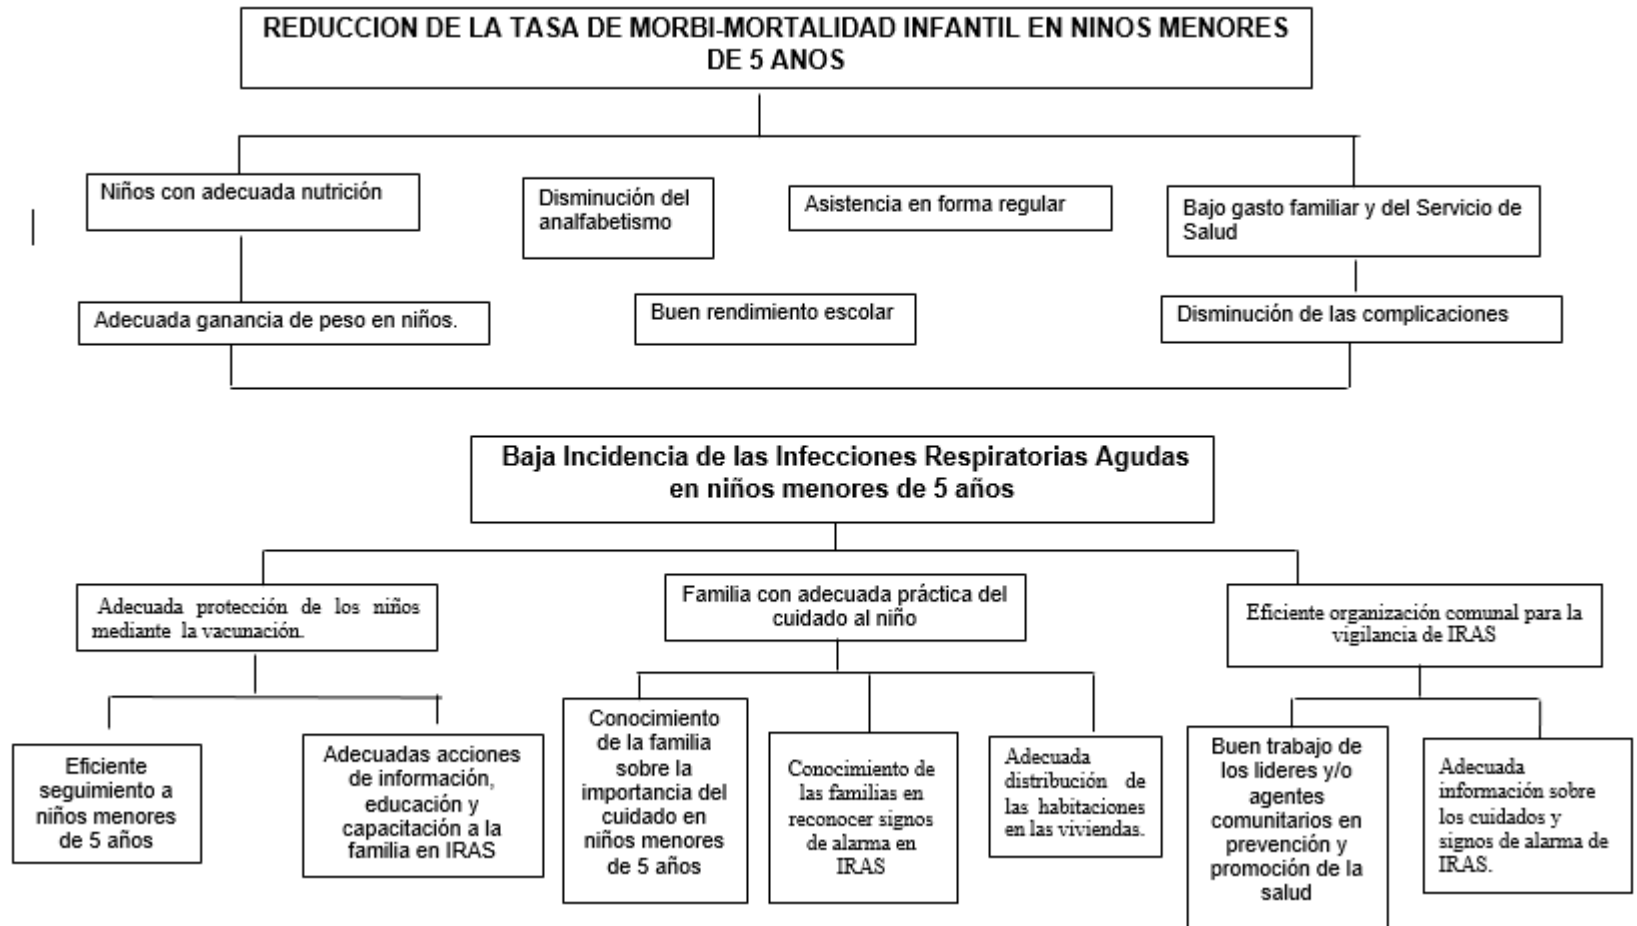 REDUCCION DE LA TASA DE MORBI-MORTALIDAD INFANTIL EN NINOS MENORES
DE 5 ANOS
Niños con adecuada nutrición
Disminución del
analfabetismo
Asistencia en forma regular
Bajo gasto familiar y del Servicio de
Salud
Adecuada ganancia de peso en niños.
Buen rendimiento escolar
Disminución de las complicaciones
Baja Incidencia de las Infecciones Respiratorias Agudas
en niños menores de 5 años
Adecuada protección de los niños
mediante la vacunación.
Familia con adecuada práctica del
cuidado al niño
Eficiente organización comunal para la
vigilancia de IRAS
Eficiente
seguimiento a
niños menores
de 5 años
Adecuadas acciones
de información,
educación y
capacitación a la
familia en IRAS
Conocimiento
de la familia
sobre la
importancia del
cuidado en
niños menores
de 5 años
Conocimiento de
las familias en
reconocer signos
de alarma en
IRAS
Adecuada
distribución de
las habitaciones
en las viviendas.
Buen trabajo de
los lideres y/o
agentes
comunitarios en
prevención y
promoción de la
salud
Adecuada
información sobre
los cuidados y
signos de alarma de
IRAS.